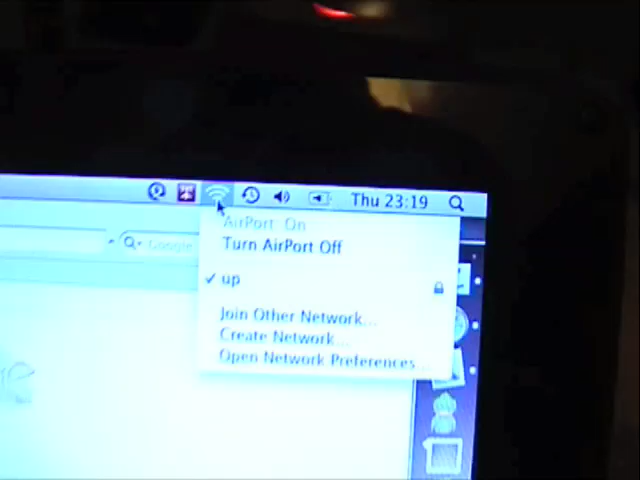 Thu 23:19
Google
AirPort: On
Turn AirPort Off
✓ up
Join Other Network...
Create Network...
Open Network Preferences...